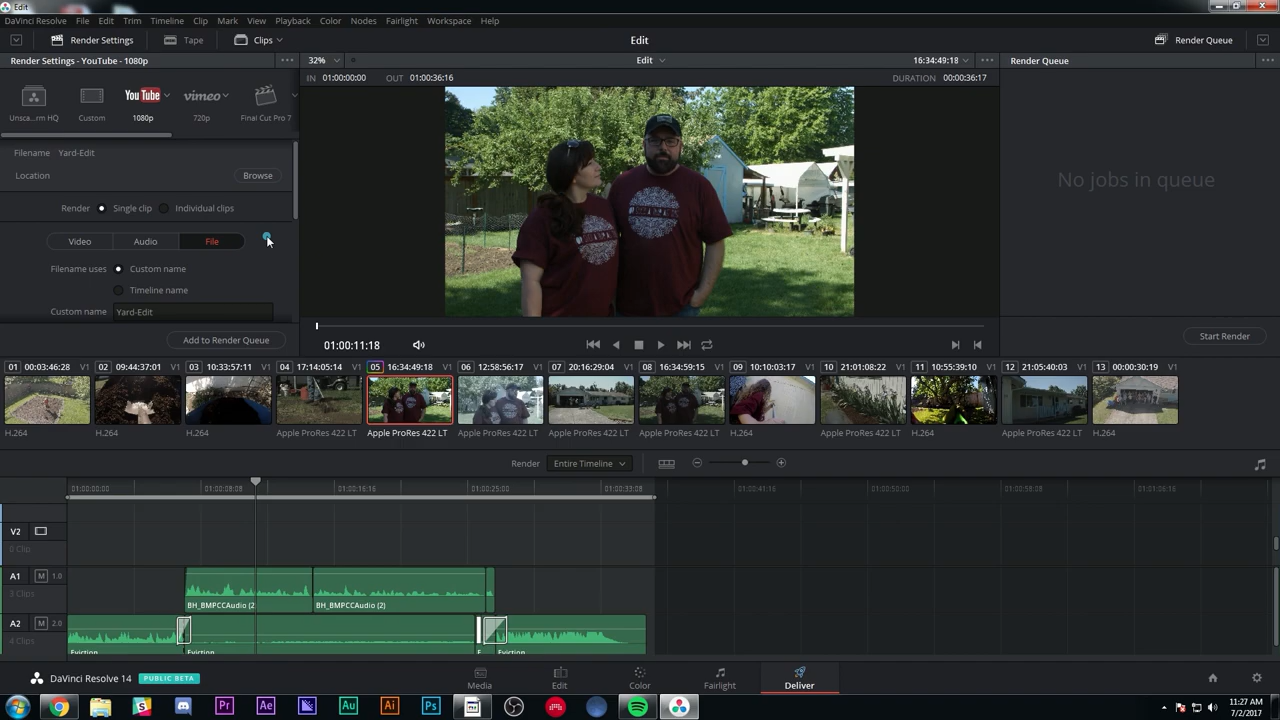 Edit
DaVinci Resolve File Edit Trim Timeline Clip Mark View Playback Color Nodes Fairlight Workspace Help
Render Settings Tape Clips Edit Render Queue
Render Settings - YouTube - 1080p 32% Edit 16:34:49:18 Render Queue
IN 01:00:00:00 OUT 01:00:36:16 DURATION 00:00:36:17
You Tube vimeo
Unsca...rm HQ Custom 1080p 720p Final Cut Pro 7
Filename Yard-Edit
Location Browse
No jobs in queue
Render Single clip Individual clips
Video Audio File
Filename uses Custom name
Timeline name
Custom name Yard-Edit
Add to Render Queue 01:00:11:18 Start Render
01 00:03:46:28 V1 02 09:44:37:01 V1 03 10:33:57:11 V1 04 17:14:05:14 V1 05 16:34:49:18 V1 06 12:58:56:17 V1 07 20:16:29:04 V1 08 16:34:59:15 V1 09 10:10:03:17 V1 10 21:01:08:22 V1 11 10:55:39:10 V1 12 21:05:40:03 V1 13 00:00:30:19 V1
H.264 H.264 H.264 Apple ProRes 422 LT Apple ProRes 422 LT Apple ProRes 422 LT Apple ProRes 422 LT Apple ProRes 422 LT H.264 Apple ProRes 422 LT H.264 Apple ProRes 422 LT H.264
Render Entire Timeline
01:00:00:00 01:00:08:08 01:00:16:16 01:00:25:00 01:00:33:08 01:00:41:16 01:00:50:00 01:00:58:08 01:01:06:16
V2
0 Clip
A1 M 1.0
3 Clips
BH_BMPCCAudio (2 BH_BMPCCAudio (2)
A2 M 2.0
4 Clips
Eviction Eviction E Eviction
DaVinci Resolve 14 PUBLIC BETA Media Edit Color Fairlight Deliver
Pr Ae Au Ai Ps
11:27 AM
7/2/2017